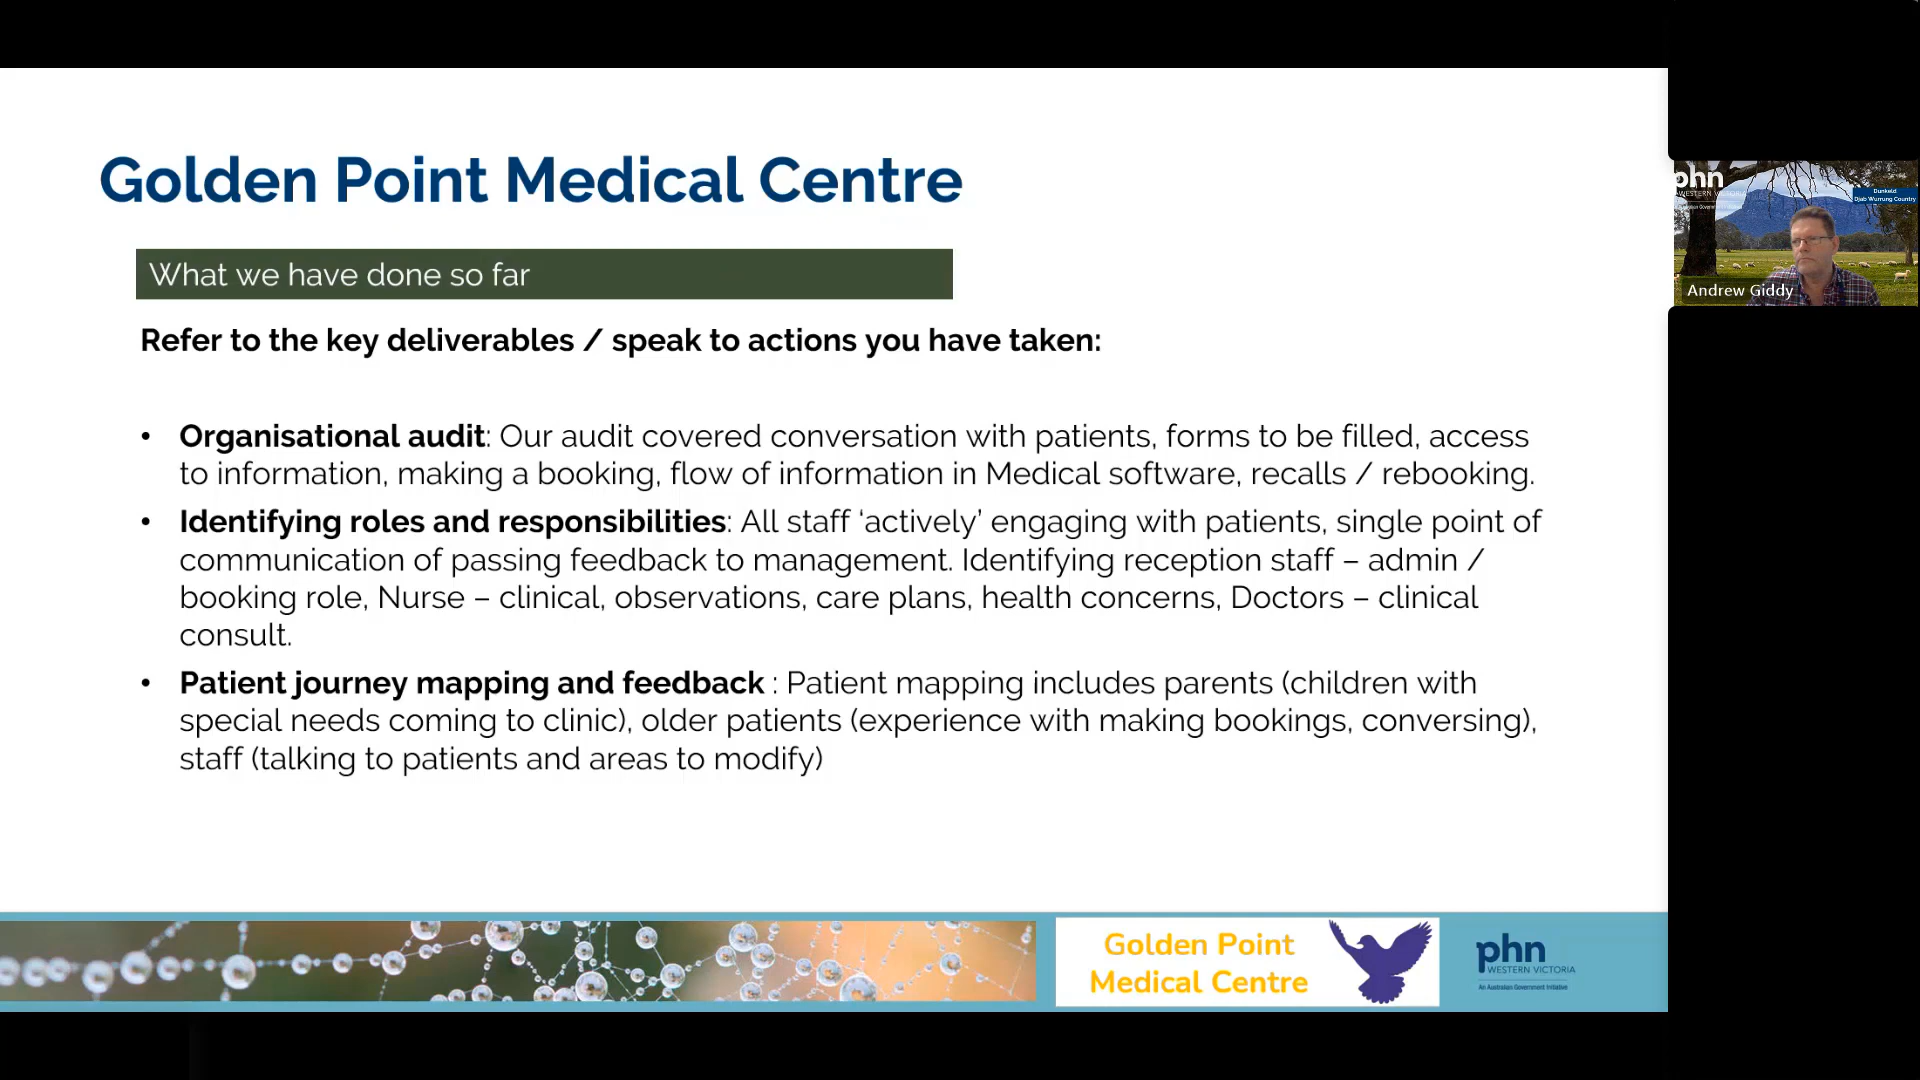 Golden Point Medical Centre
What we have done so far
Refer to the key deliverables / speak to actions you have taken:
• Organisational audit: Our audit covered conversation with patients, forms to be filled, access
to information, making a booking, flow of information in Medical software, recalls / rebooking.
• Identifying roles and responsibilities: All staff ‘actively’ engaging with patients, single point of
communication of passing feedback to management. Identifying reception staff – admin /
booking role, Nurse – clinical, observations, care plans, health concerns, Doctors – clinical
consult.
• Patient journey mapping and feedback : Patient mapping includes parents (children with
special needs coming to clinic), older patients (experience with making bookings, conversing),
staff (talking to patients and areas to modify)
Golden Point
Medical Centre
phn
WESTERN VICTORIA
An Australian Government Initiative
phn
WESTERN VICTORIA
Dunkeld
Djab Wurrung Country
Andrew Giddy